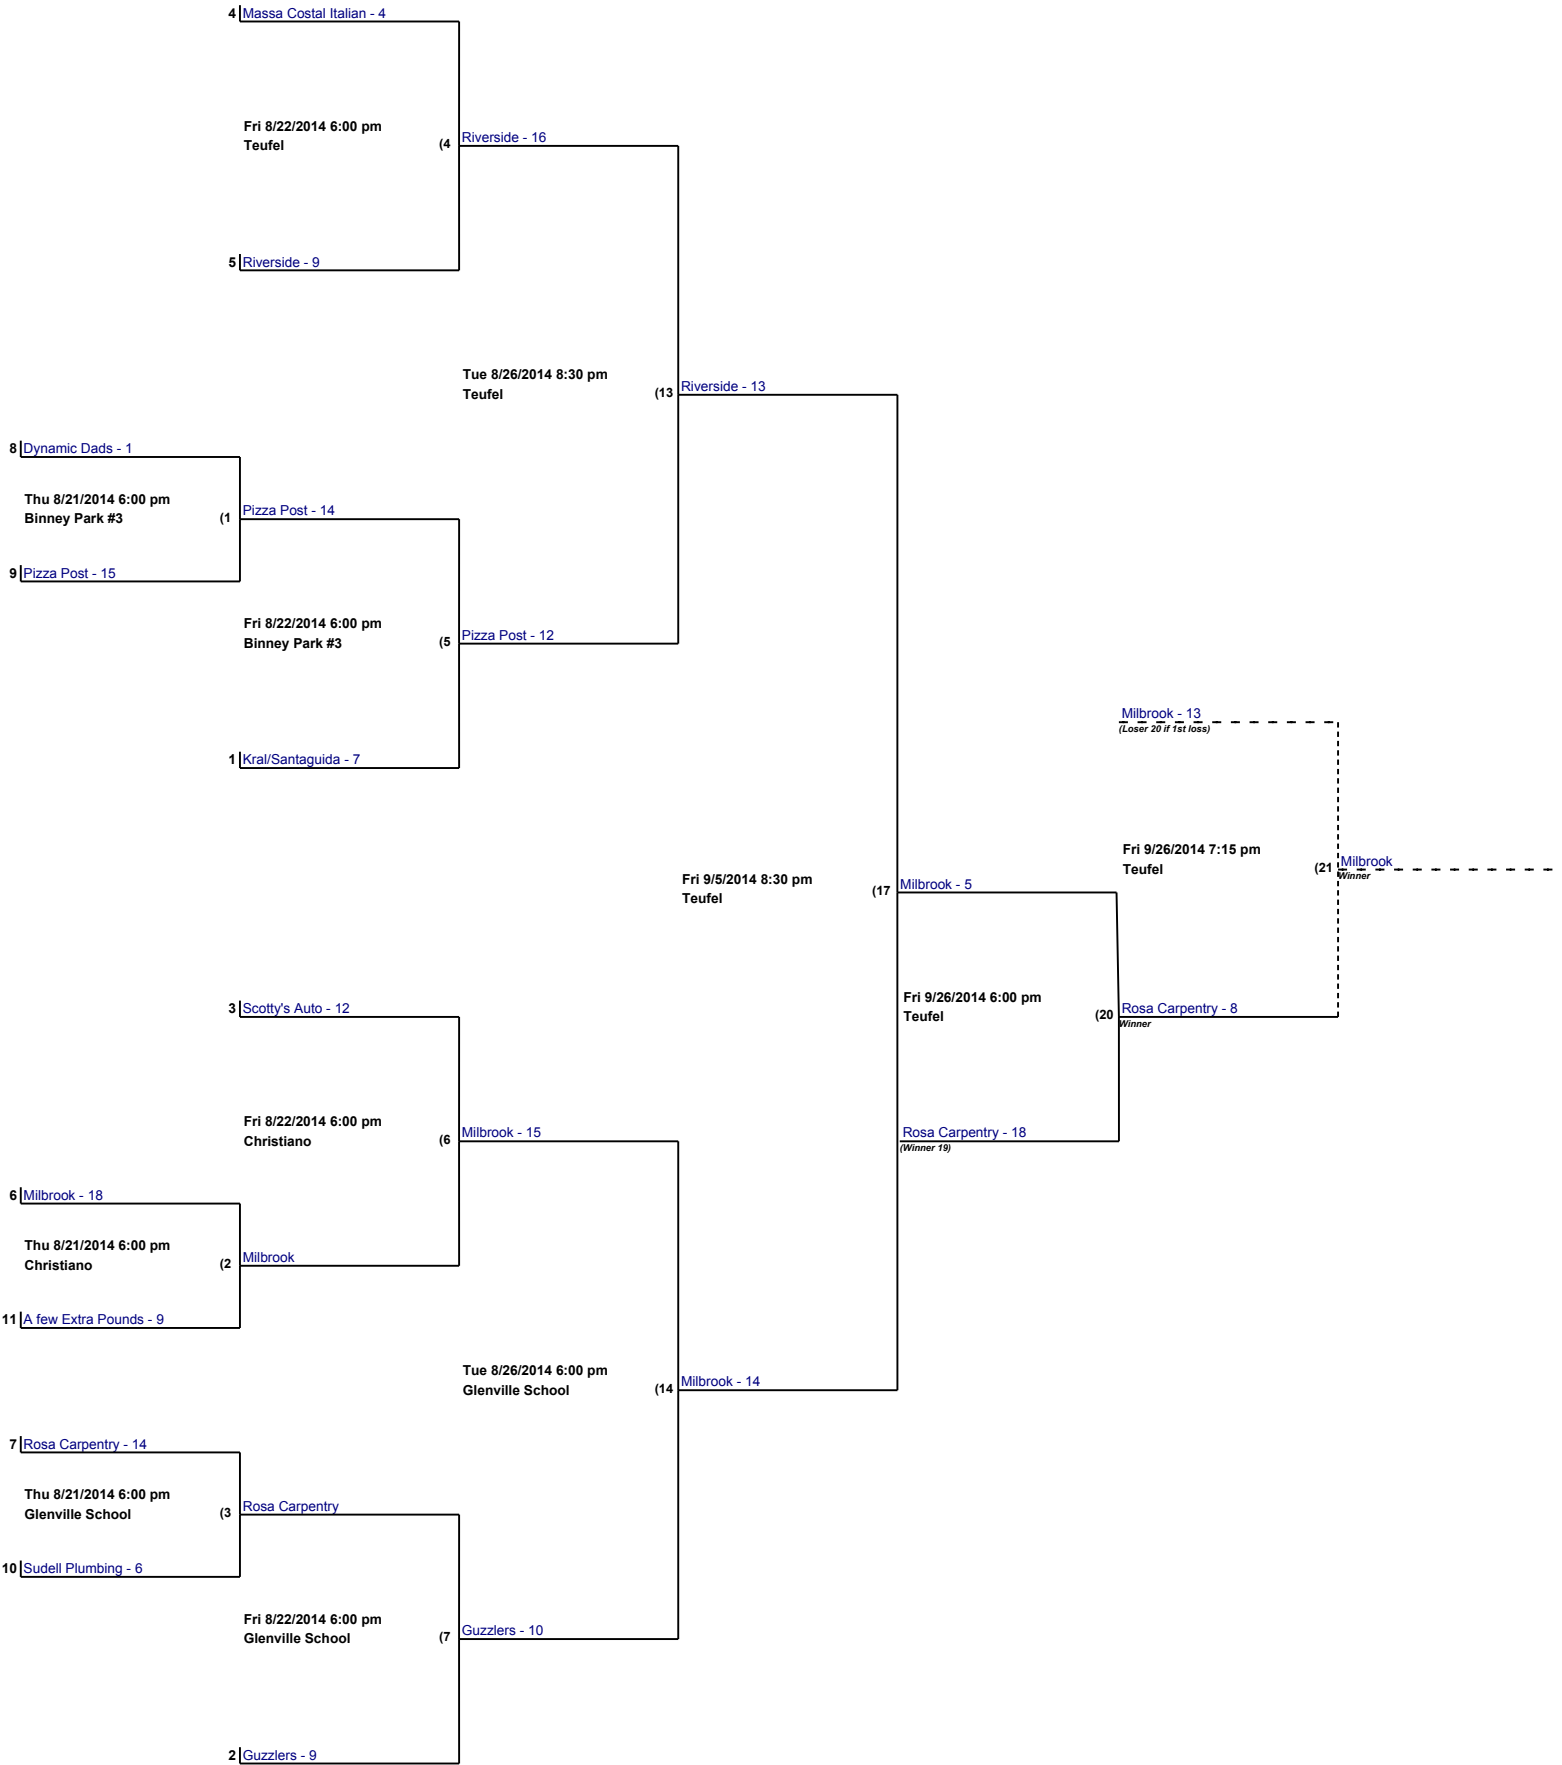 4 Massa Costal Italian - 4
Fri 8/22/2014 6:00 pm
Teufel (4
Riverside - 16
5 Riverside - 9
Tue 8/26/2014 8:30 pm
Teufel (13
Riverside - 13
8 Dynamic Dads - 1
Thu 8/21/2014 6:00 pm
Binney Park #3 (1
Pizza Post - 14
9 Pizza Post - 15
Fri 8/22/2014 6:00 pm
Binney Park #3 (5
Pizza Post - 12
1 Kral/Santaguida - 7
Milbrook - 13
(Loser 20 if 1st loss)
Fri 9/26/2014 7:15 pm
Teufel (21
Milbrook
Winner
Fri 9/5/2014 8:30 pm
Teufel (17
Milbrook - 5
Fri 9/26/2014 6:00 pm
Teufel (20
Rosa Carpentry - 8
Winner
3 Scotty's Auto - 12
Fri 8/22/2014 6:00 pm
Christiano (6
Milbrook - 15
Rosa Carpentry - 18
(Winner 19)
6 Milbrook - 18
Thu 8/21/2014 6:00 pm
Christiano (2
Milbrook
11 A few Extra Pounds - 9
Tue 8/26/2014 6:00 pm
Glenville School (14
Milbrook - 14
7 Rosa Carpentry - 14
Thu 8/21/2014 6:00 pm
Glenville School (3
Rosa Carpentry
10 Sudell Plumbing - 6
Fri 8/22/2014 6:00 pm
Glenville School (7
Guzzlers - 10
2 Guzzlers - 9